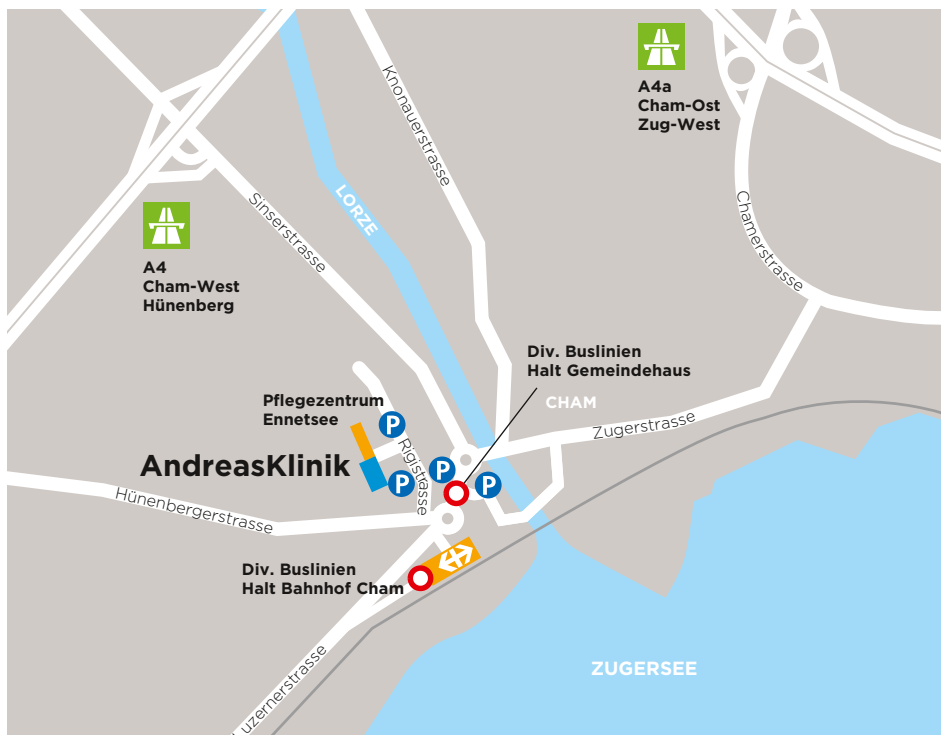 A4a
Cham-Ost
Zug-West
Knonauerstrasse
LORZE
Sinserstrasse
Chamerstrasse
A4
Cham-West
Hünenberg
Div. Buslinien
Halt Gemeindehaus
CHAM
Zugerstrasse
Pflegezentrum
Ennetsee
P
Rigistrasse
AndreasKlinik
P
P
P
Hünenbergerstrasse
Div. Buslinien
Halt Bahnhof Cham
Luzernerstrasse
ZUGERSEE